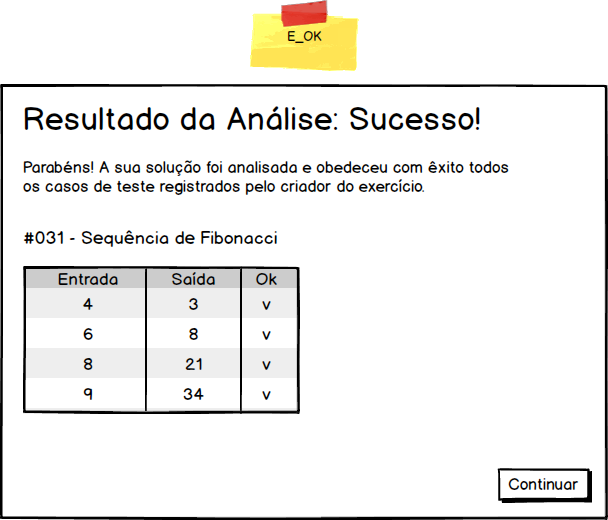 E_OK
Resultado da Análise: Sucesso!
Parabéns! A sua solução foi analisada e obedeceu com êxito todos
os casos de teste registrados pelo criador do exercício.
#031 - Sequência de Fibonacci
Entrada Saída Ok
4 3 v
6 8 v
8 21 v
9 34 v
Continuar